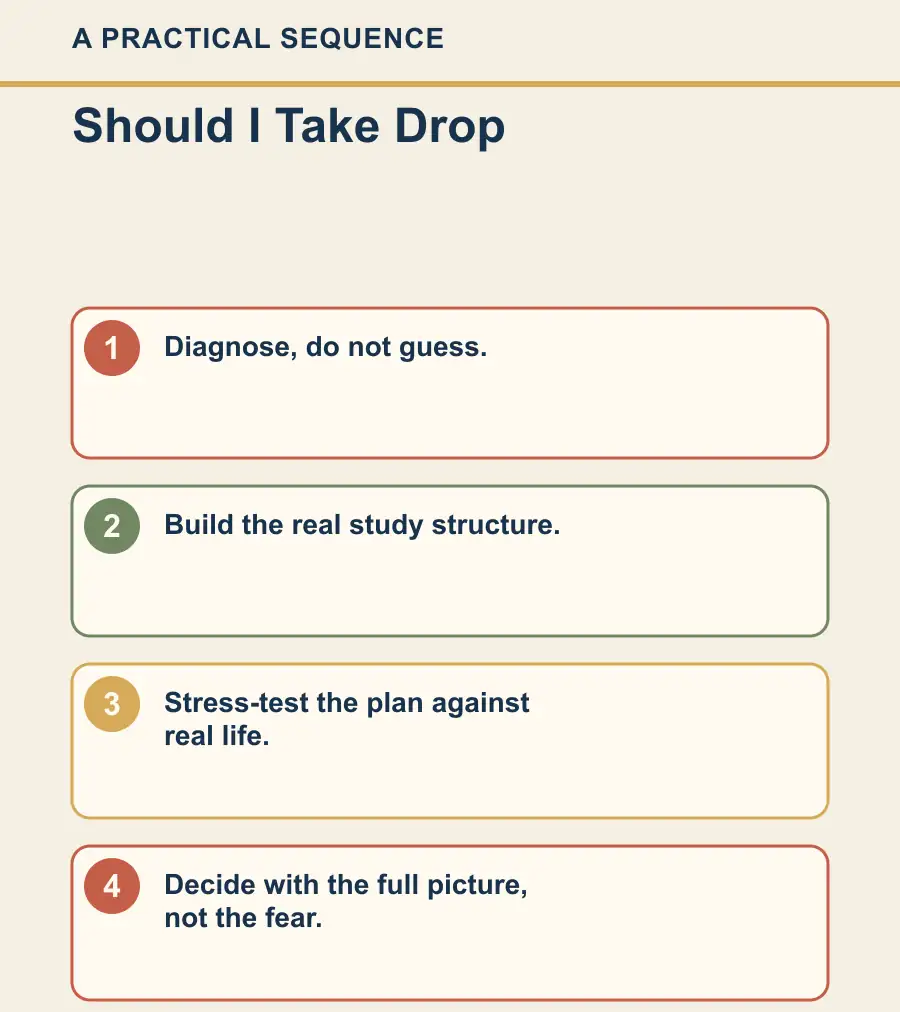 A PRACTICAL SEQUENCE
Should I Take Drop
1
Diagnose, do not guess.
2
Build the real study structure.
3
Stress-test the plan against
real life.
4
Decide with the full picture,
not the fear.